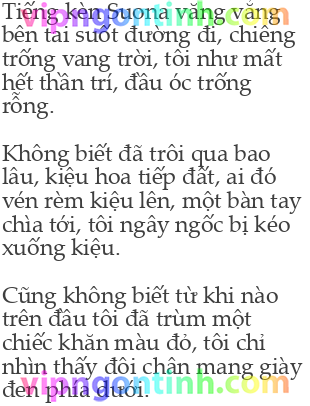 Tiếng kèn Suona văng vẳng
bên tai suốt đường đi, chiêng
trống vang trời, tôi như mất
hết thần trí, đầu óc trống
rỗng.

Không biết đã trôi qua bao
lâu, kiệu hoa tiếp đất, ai đó
vén rèm kiệu lên, một bàn tay
chìa tới, tôi ngây ngốc bị kéo
xuống kiệu.

Cũng không biết từ khi nào
trên đầu tôi đã trùm một
chiếc khăn màu đỏ, tôi chỉ
nhìn thấy đôi chân mang giày
đen phía dưới.
vipngontinh.com
vipngontinh.com